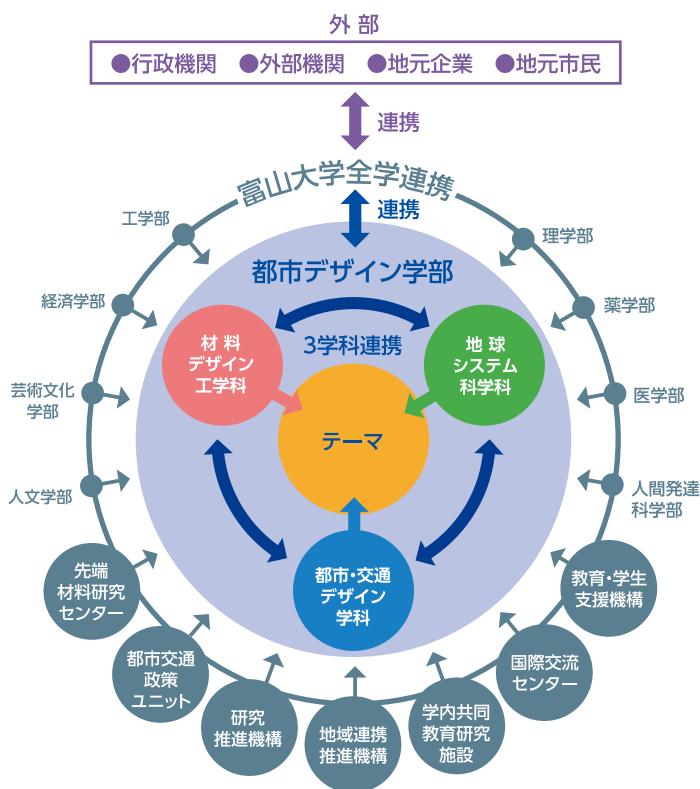 外部
●行政機関 ●外部機関 ●地元企業 ●地元市民
連携
富山大学全学連携
連携
都市デザイン学部
3学科連携
材料
デザイン
工学科
地球
システム
科学科
テーマ
都市・交通
デザイン
学科
工学部
経済学部
芸術文化
学部
人文学部
理学部
薬学部
医学部
人間発達
科学部
先端
材料研究
センター
都市交通
政策
ユニット
研究
推進機構
地域連携
推進機構
学内共同
教育研究
施設
国際交流
センター
教育・学生
支援機構